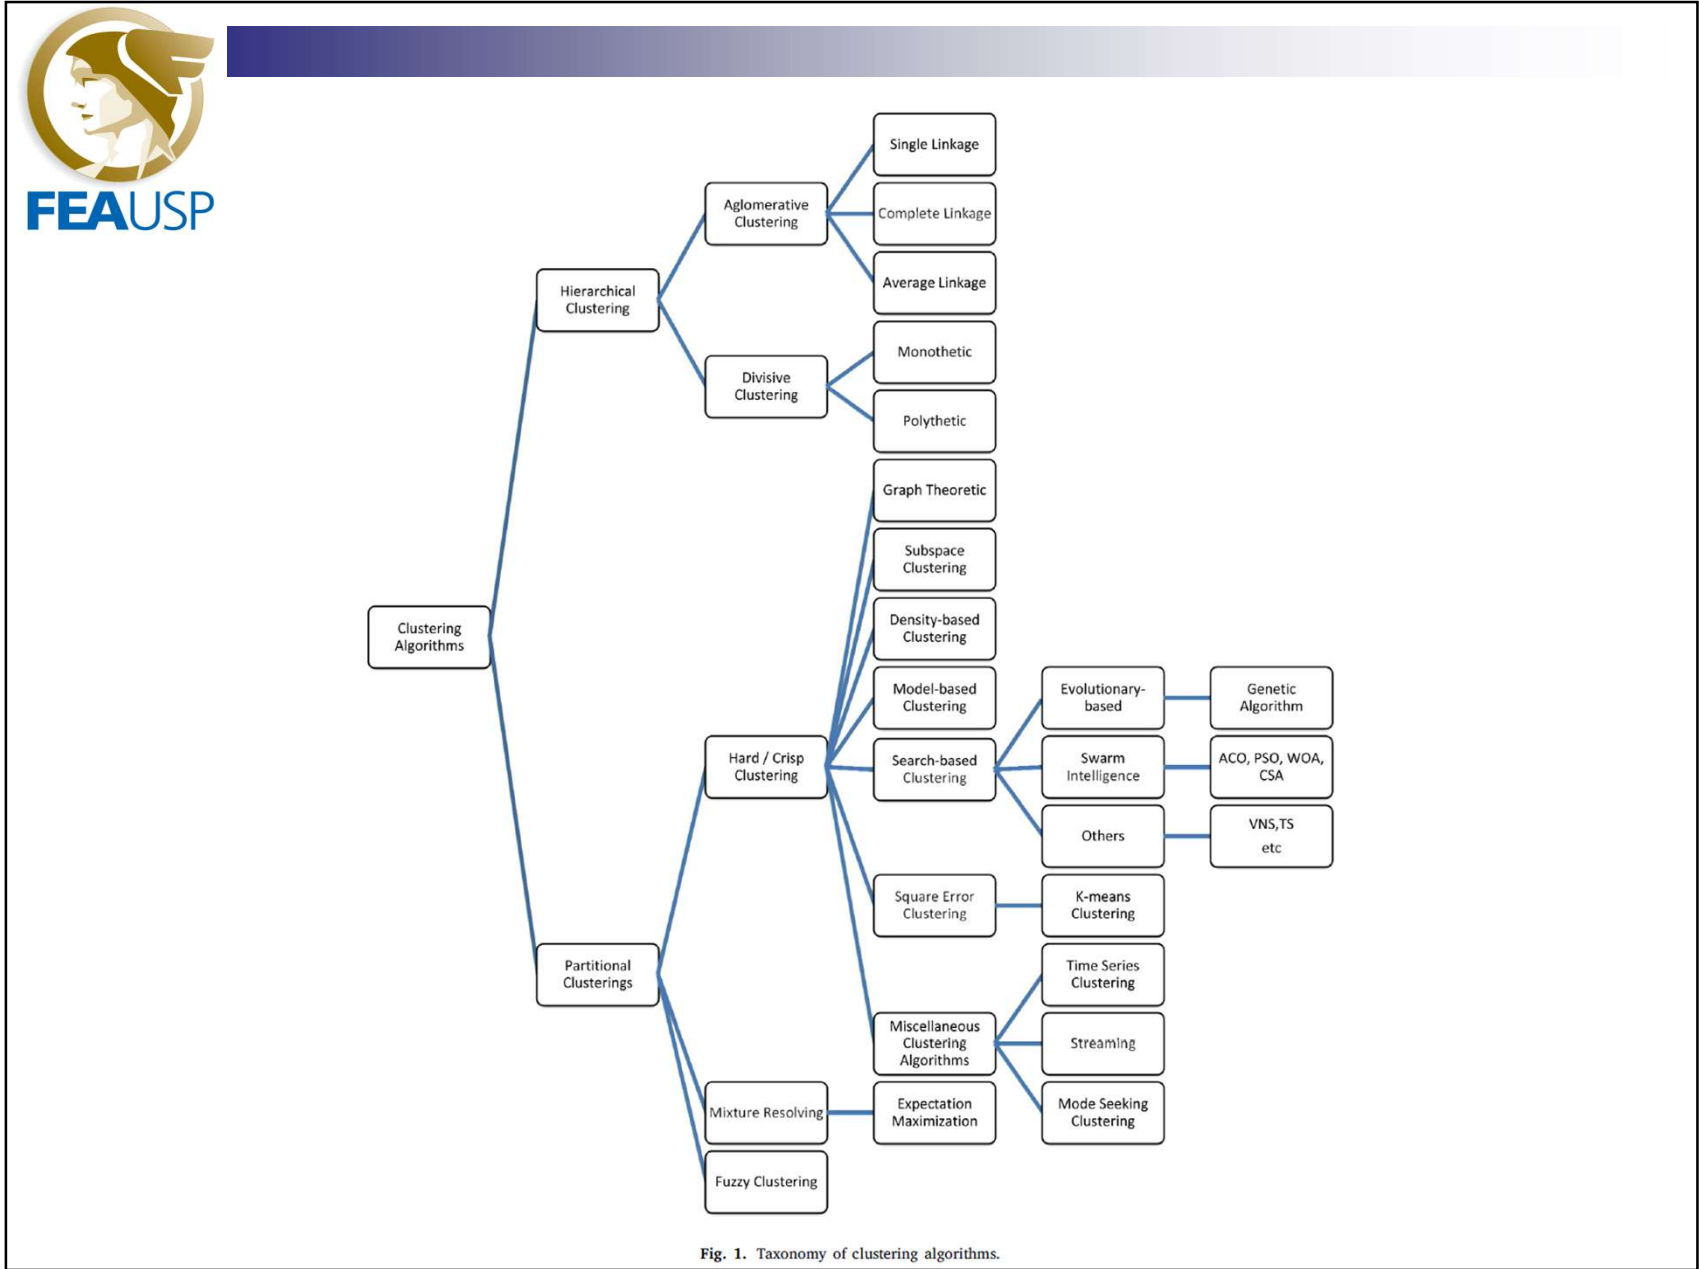 FEAUSP
Single Linkage
Aglomerative
Clustering
Complete Linkage
Average Linkage
Hierarchical
Clustering
Monothetic
Divisive
Clustering
Polythetic
Graph Theoretic
Subspace
Clustering
Density-based
Clustering
Clustering
Algorithms
Model-based
Clustering
Evolutionary-
based
Genetic
Algorithm
Hard / Crisp
Clustering
Search-based
Clustering
Swarm
Intelligence
ACO, PSO, WOA,
CSA
Others
VNS,TS
etc
Square Error
Clustering
K-means
Clustering
Partitional
Clusterings
Time Series
Clustering
Miscellaneous
Clustering
Algorithms
Streaming
Mixture Resolving
Expectation
Maximization
Mode Seeking
Clustering
Fuzzy Clustering
Fig. 1. Taxonomy of clustering algorithms.